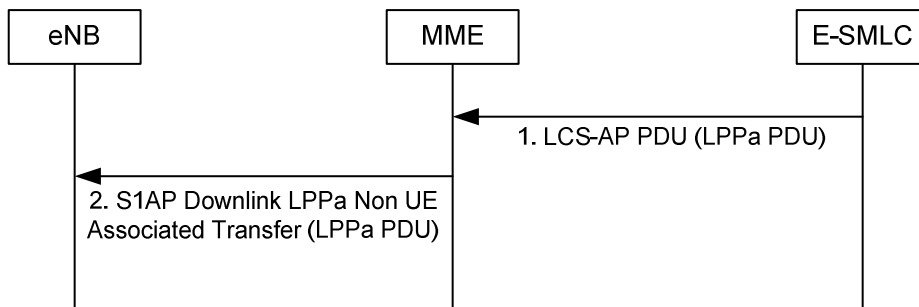 eNB
MME
E-SMLC
1. LCS-AP PDU (LPPa PDU)
2. S1AP Downlink LPPa Non UE
Associated Transfer (LPPa PDU)